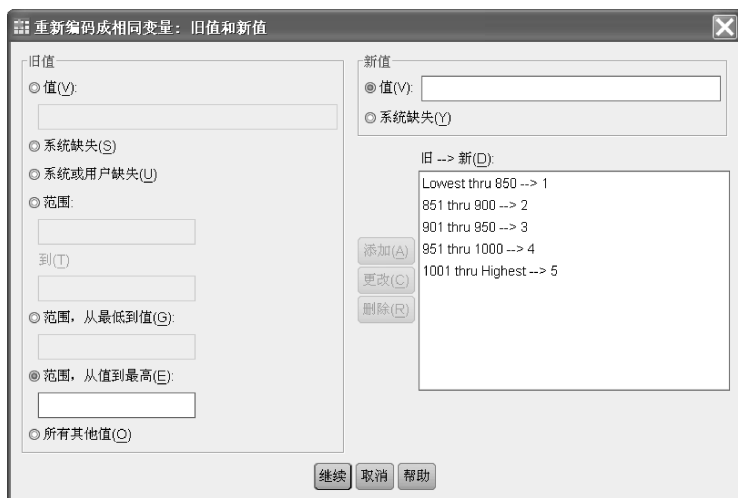 重新编码成相同变量：旧值和新值
旧值
值(V):
系统缺失(S)
系统或用户缺失(U)
范围:
到(T)
范围，从最低到值(G):
范围，从值到最高(E):
所有其他值(O)
新值
值(V):
系统缺失(Y)
旧 --> 新(D):
添加(A)
更改(C)
删除(R)
Lowest thru 850 --> 1
851 thru 900 --> 2
901 thru 950 --> 3
951 thru 1000 --> 4
1001 thru Highest --> 5
继续 取消 帮助